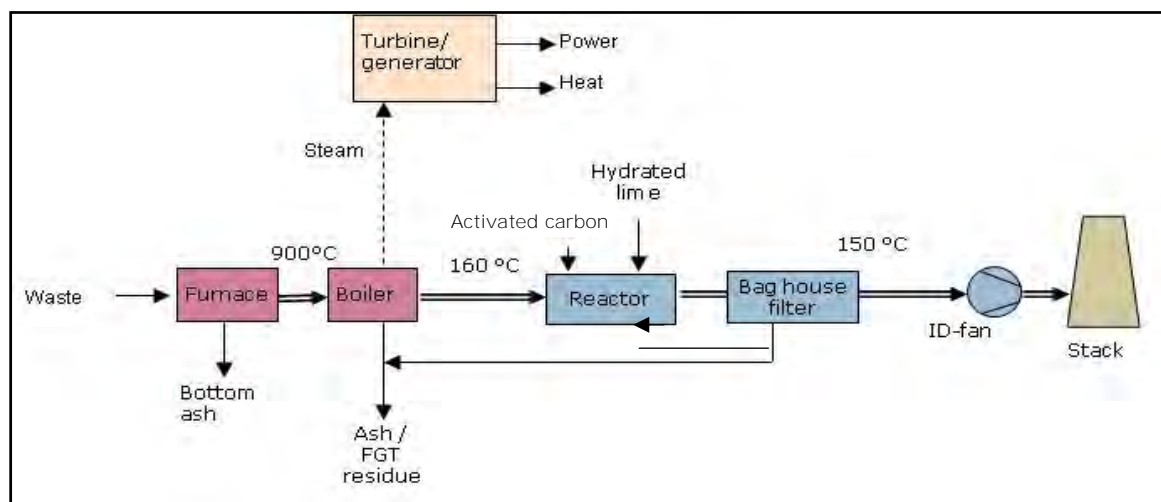 Turbine/
generator
Power
Heat
Steam
Hydrated
lime
Activated carbon
900°C
160 °C
150 °C
Waste
Furnace
Boiler
Reactor
Bag house
filter
ID-fan
Stack
Bottom
ash
Ash /
FGT
residue